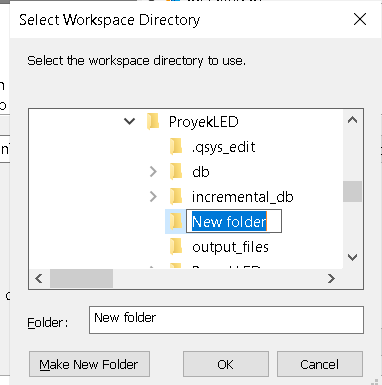 Select Workspace Directory
Select the workspace directory to use.
ProyekLED
.qsys_edit
db
incremental_db
New folder
output_files
Folder:
New folder
Make New Folder
OK
Cancel